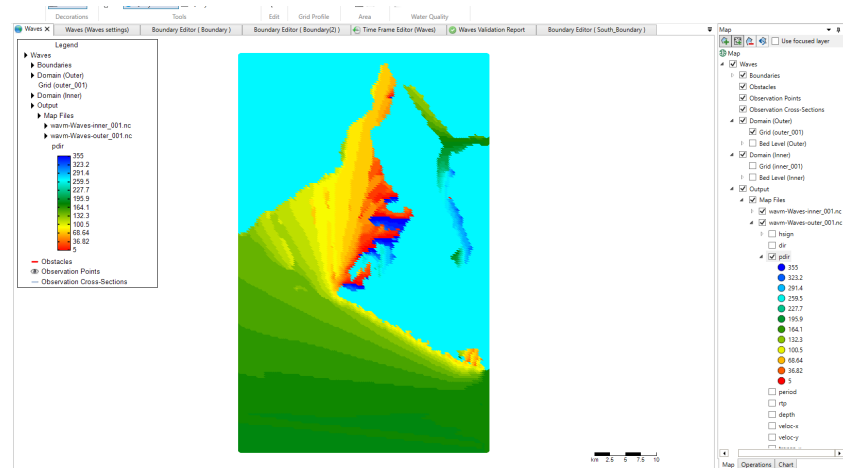 Decorations Tools Edit Grid Profile Area Water Quality
Waves Waves (Waves settings) Boundary Editor ( Boundary ) Boundary Editor ( Boundary(2) ) Time Frame Editor (Waves) Waves Validation Report Boundary Editor ( South_Boundary )
Legend
Waves
Boundaries
Domain (Outer)
Grid (outer_001)
Domain (Inner)
Output
Map Files
wavm-Waves-inner_001.nc
wavm-Waves-outer_001.nc
pdir
355
323.2
291.4
259.5
227.7
195.9
164.1
132.3
100.5
68.64
36.82
5
Obstacles
Observation Points
Observation Cross-Sections
km 2.5 5 7.5 10
Map
Use focused layer
Map
Waves
Boundaries
Obstacles
Observation Points
Observation Cross-Sections
Domain (Outer)
Grid (outer_001)
Bed Level (Outer)
Domain (Inner)
Grid (inner_001)
Bed Level (Inner)
Output
Map Files
wavm-Waves-inner_001.nc
wavm-Waves-outer_001.nc
hsign
dir
pdir
355
323.2
291.4
259.5
227.7
195.9
164.1
132.3
100.5
68.64
36.82
5
period
rtp
depth
veloc-x
veloc-y
Map Operations Chart